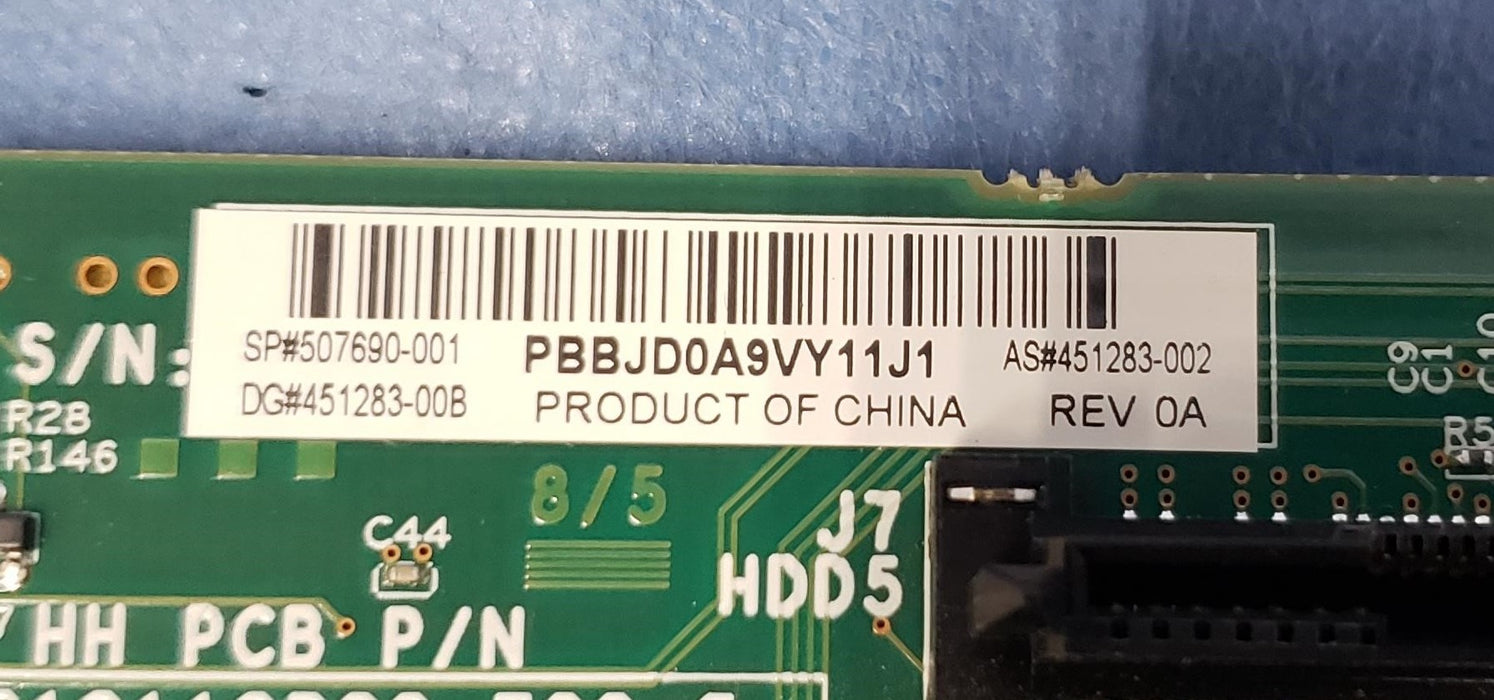 S/N:
SP#507690-001 PBBJD0A9VY11J1 AS#451283-002
DG#451283-00B PRODUCT OF CHINA REV 0A
R28
R146
C9
C1
8/5
C44
J7
HDD5
HH PCB P/N